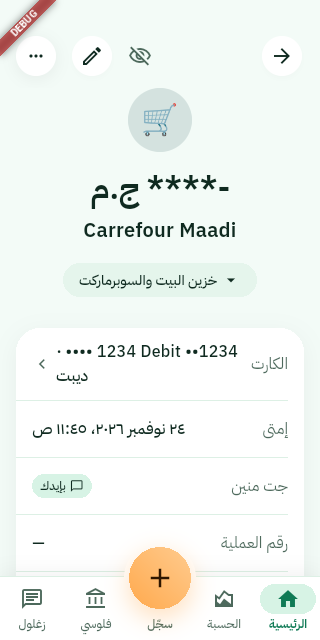 DEBUG
-**** ج.م
Carrefour Maadi
خزين البيت والسوبرماركت
الكارت
1234 Debit ••1234 •••• ·
ديبت
إمتى
٢٤ نوفمبر ٢٠٢٦، ١١:٤٥ ص
جت منين
بإيدك
رقم العملية
—
الرئيسية
الحسبة
سجّل
فلوسي
زغلول